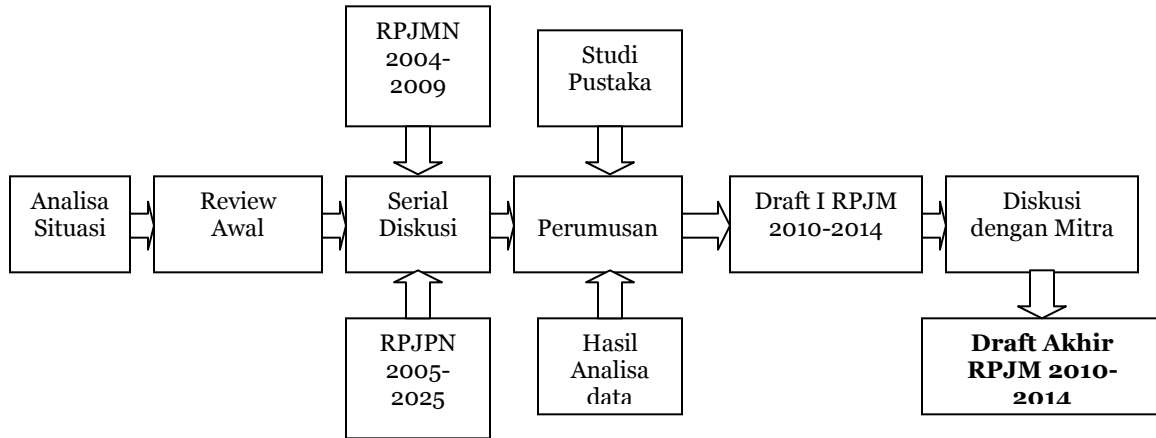 RPJMN
2004-
2009
Studi
Pustaka
Analisa
Situasi
Review
Awal
Serial
Diskusi
Perumusan
Draft I RPJM
2010-2014
Diskusi
dengan Mitra
RPJPN
2005-
2025
Hasil
Analisa
data
Draft Akhir
RPJM 2010-
2014